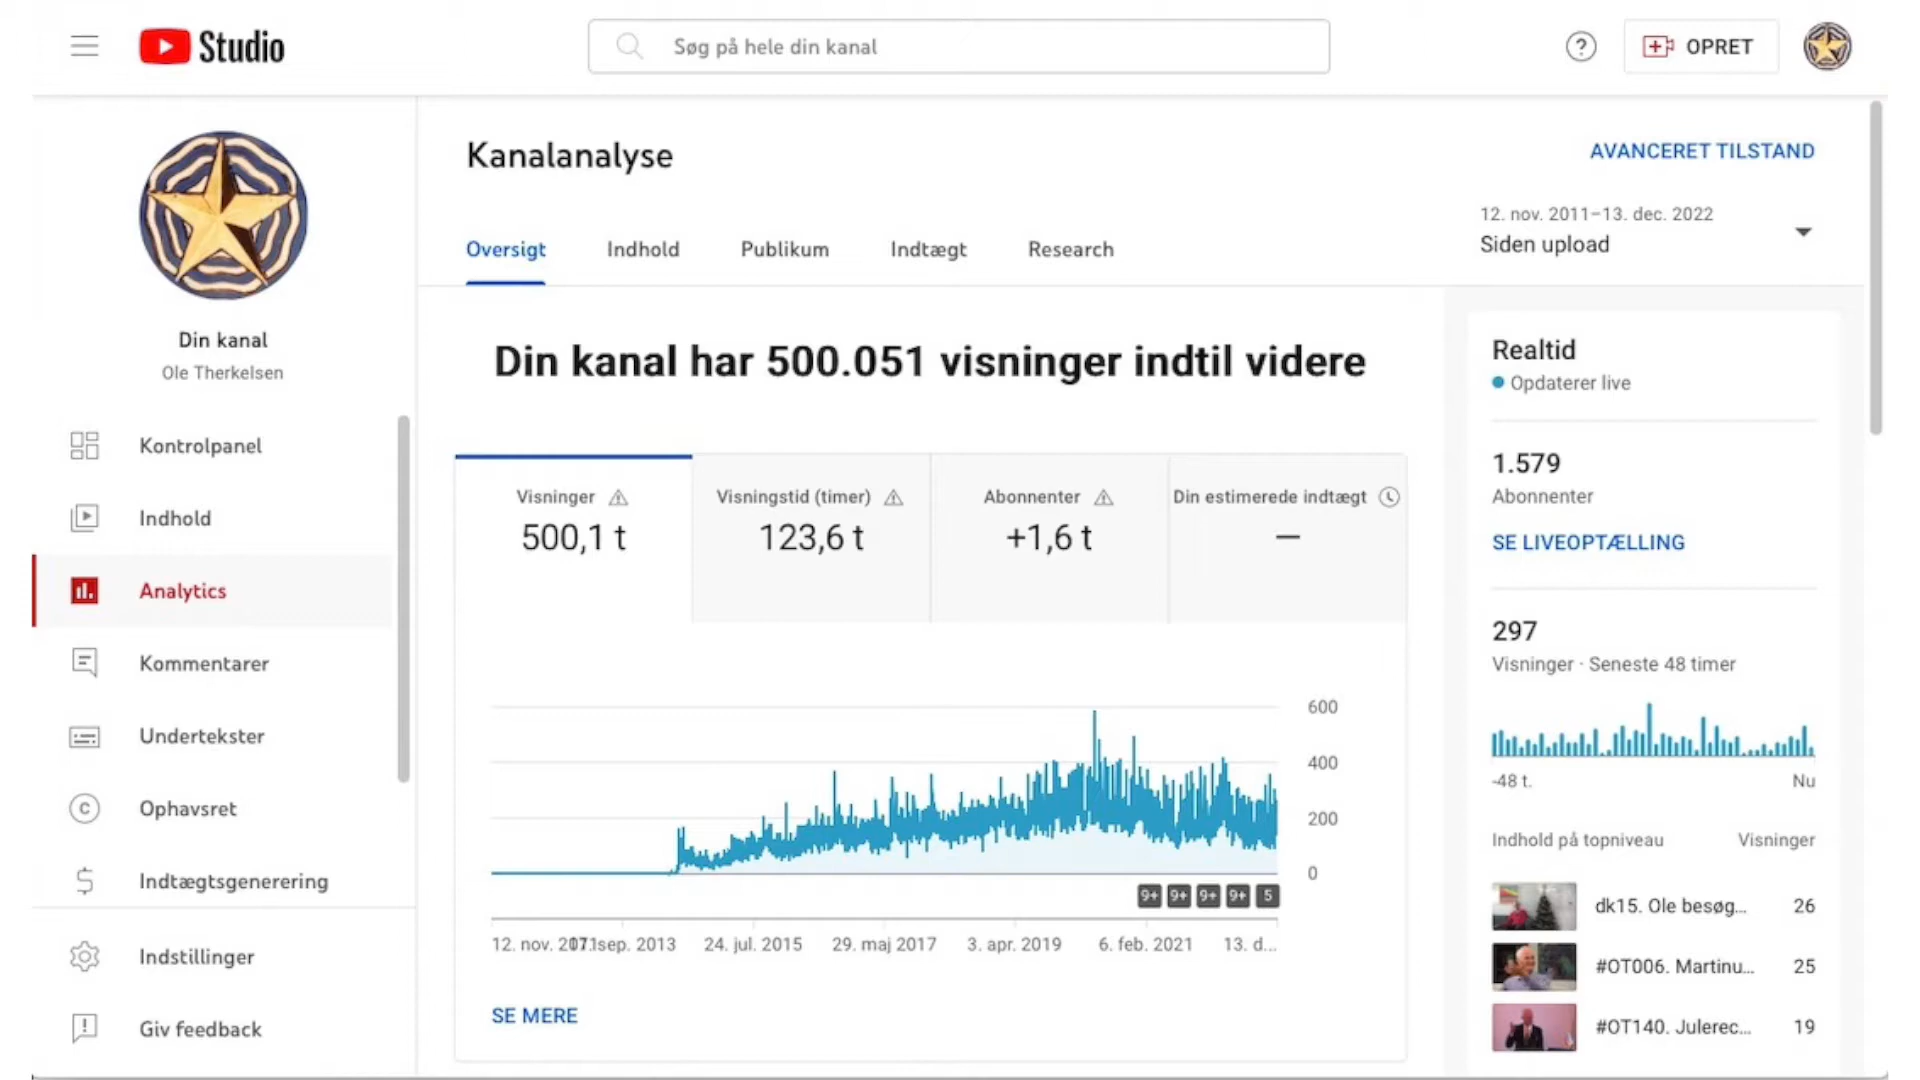 Studio
Søg på hele din kanal
OPRET
Din kanal
Ole Therkelsen
Kontrolpanel
Indhold
Analytics
Kommentarer
Undertekster
Ophavsret
Indtægtsgenerering
Indstillinger
Giv feedback
Kanalanalyse
AVANCERET TILSTAND
12. nov. 2011–13. dec. 2022
Siden upload
Oversigt Indhold Publikum Indtægt Research
Din kanal har 500.051 visninger indtil videre
Visninger Visningstid (timer) Abonnenter Din estimerede indtægt
500,1 t 123,6 t +1,6 t —
600
400
200
0
9+ 9+ 9+ 9+ 5
12. nov. 2011 sep. 2013 24. jul. 2015 29. maj 2017 3. apr. 2019 6. feb. 2021 13. d...
SE MERE
Realtid
Opdaterer live
1.579
Abonnenter
SE LIVEOPTÆLLING
297
Visninger · Seneste 48 timer
-48 t. Nu
Indhold på topniveau Visninger
dk15. Ole besøg... 26
#OT006. Martinu... 25
#OT140. Julerec... 19